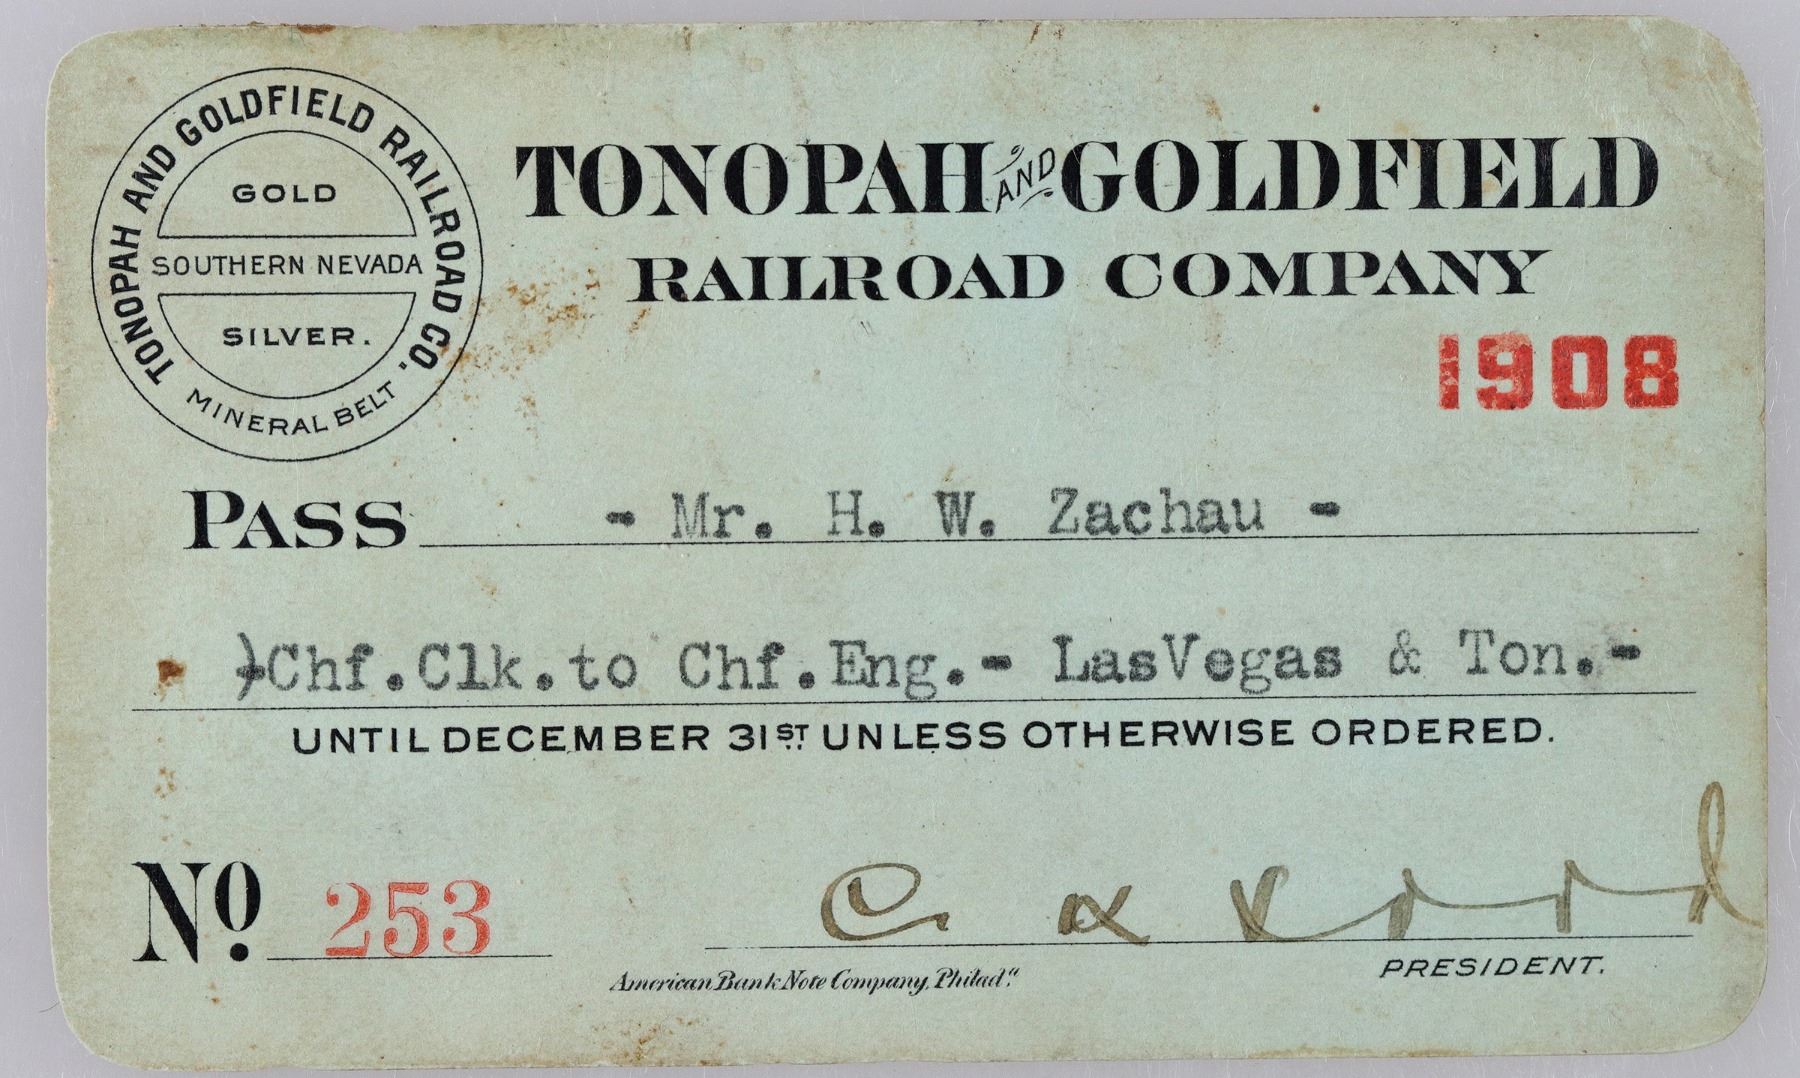 TONOPAH AND GOLDFIELD RAILROAD CO.
GOLD
SOUTHERN NEVADA
SILVER.
MINERAL BELT
TONOPAH AND GOLDFIELD
RAILROAD COMPANY
1908
PASS - Mr. H. W. Zachau -
Chf.Clk.to Chf.Eng.- LasVegas & Ton.-
UNTIL DECEMBER 31ST UNLESS OTHERWISE ORDERED.
No. 253
PRESIDENT.
American Bank Note Company, Philada.